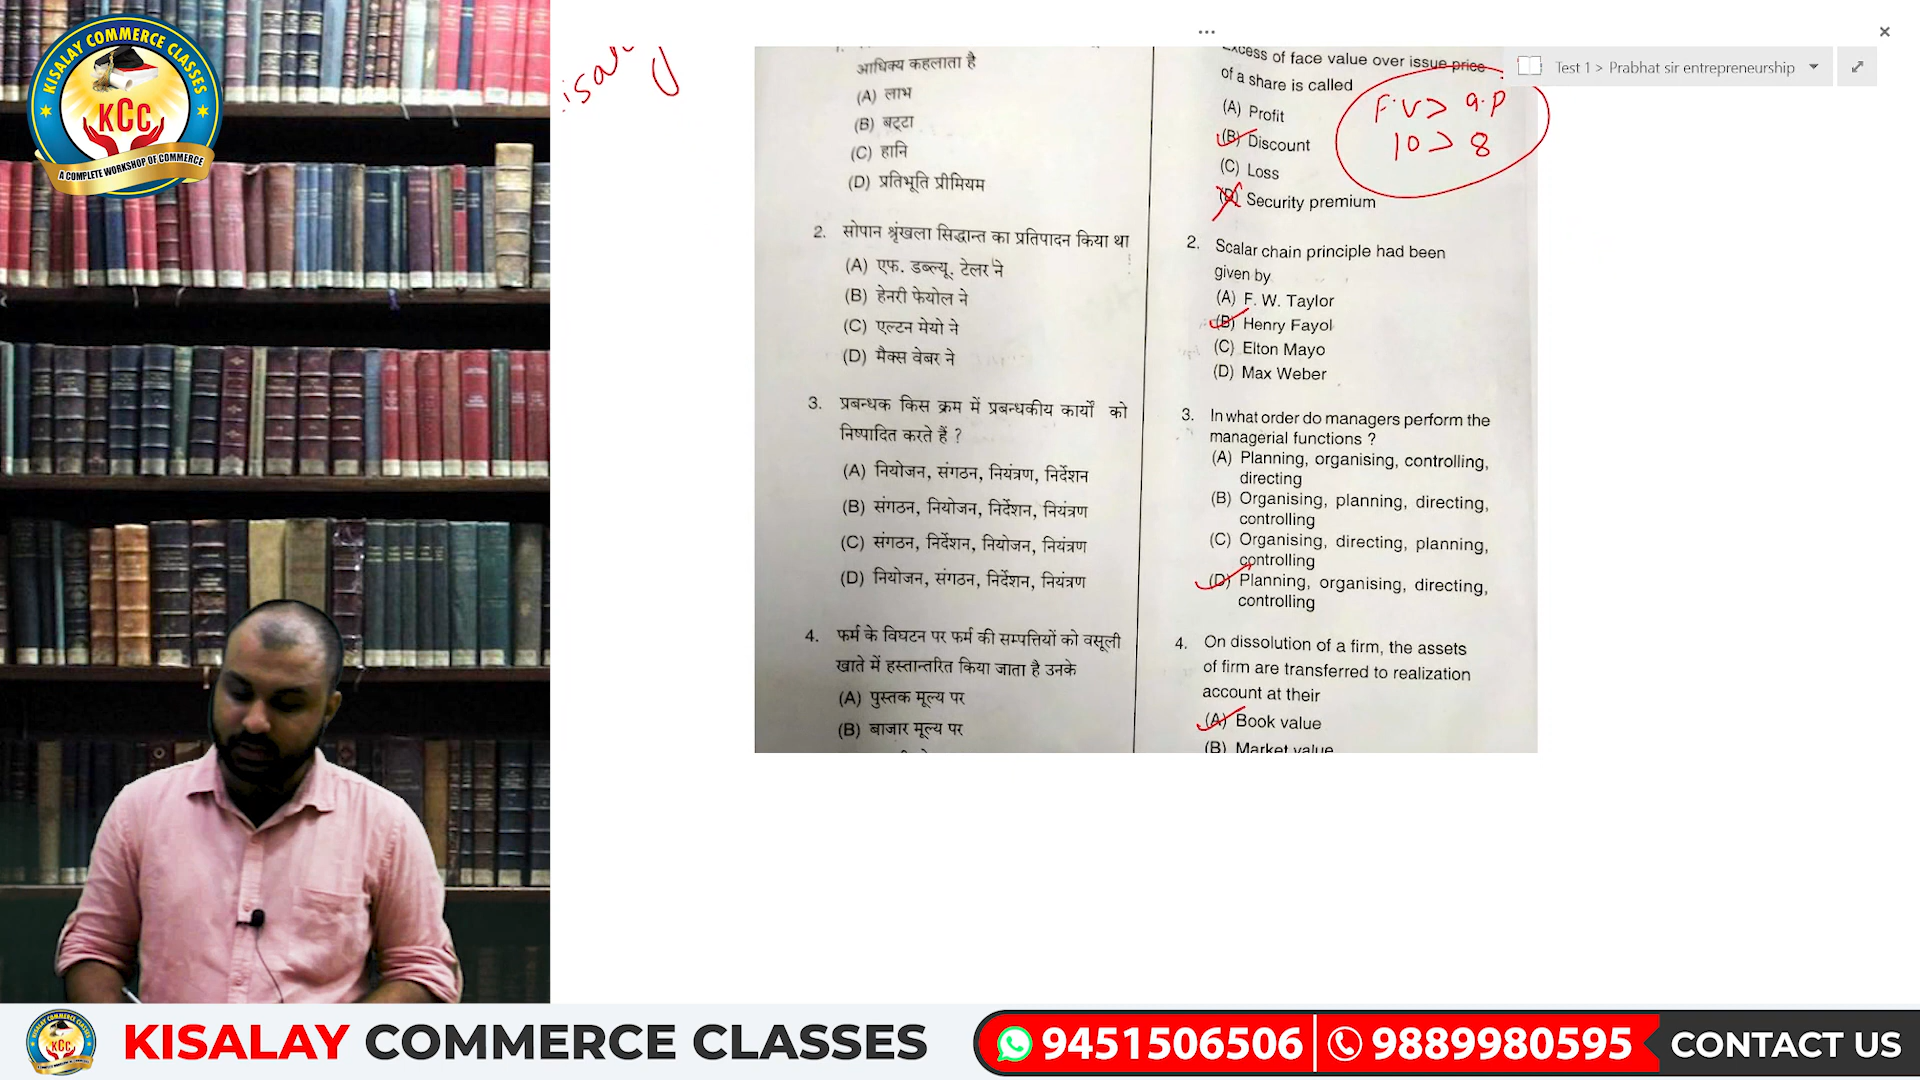 KISALAY COMMERCE CLASSES
KCC
A COMPLETE WORKSHOP OF COMMERCE
Test 1 > Prabhat sir entrepreneurship
आधिक्य कहलाता है
(A) लाभ
(B) बट्टा
(C) हानि
(D) प्रतिभूति प्रीमियम
2. सोपान श्रृंखला सिद्धान्त का प्रतिपादन किया था
(A) एफ. डब्ल्यू. टेलर ने
(B) हेनरी फेयोल ने
(C) एल्टन मेयो ने
(D) मैक्स वेबर ने
3. प्रबन्धक किस क्रम में प्रबन्धकीय कार्यों को
निष्पादित करते हैं ?
(A) नियोजन, संगठन, नियंत्रण, निर्देशन
(B) संगठन, नियोजन, निर्देशन, नियंत्रण
(C) संगठन, निर्देशन, नियोजन, नियंत्रण
(D) नियोजन, संगठन, निर्देशन, नियंत्रण
4. फर्म के विघटन पर फर्म की सम्पत्तियों को वसूली
खाते में हस्तान्तरित किया जाता है उनके
(A) पुस्तक मूल्य पर
(B) बाजार मूल्य पर
Excess of face value over issue price
of a share is called
(A) Profit
(B) Discount
(C) Loss
(D) Security premium
F.V >
10 > 8
2. Scalar chain principle had been
given by
(A) F. W. Taylor
(B) Henry Fayol
(C) Elton Mayo
(D) Max Weber
3. In what order do managers perform the
managerial functions ?
(A) Planning, organising, controlling,
directing
(B) Organising, planning, directing,
controlling
(C) Organising, directing, planning,
controlling
(D) Planning, organising, directing,
controlling
4. On dissolution of a firm, the assets
of firm are transferred to realization
account at their
(A) Book value
(B) Market value
KISALAY COMMERCE CLASSES
9451506506
9889980595
CONTACT US